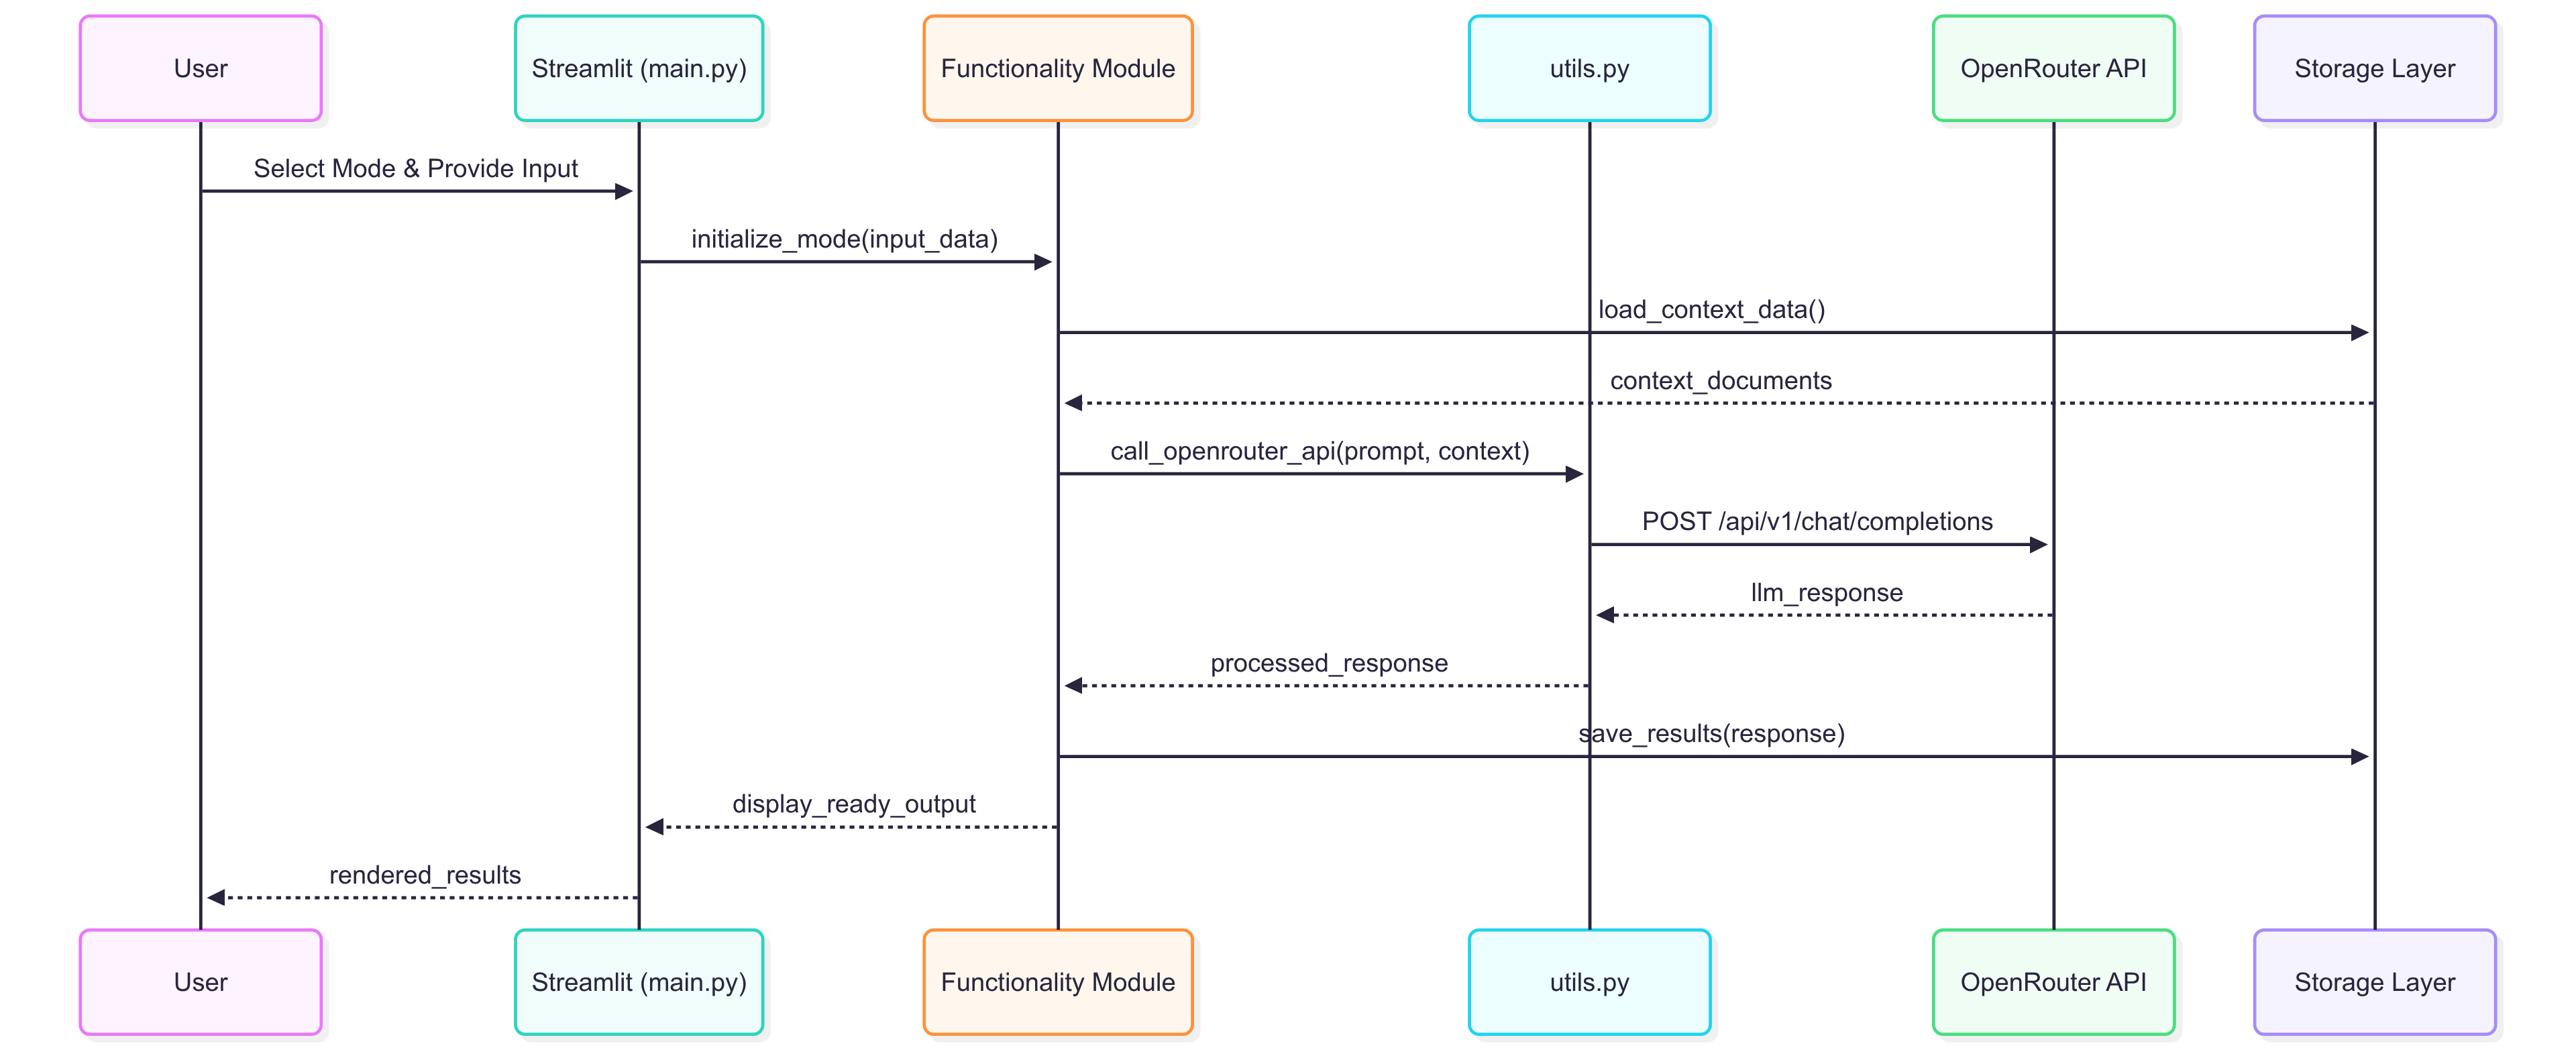 User
Streamlit (main.py)
Functionality Module
utils.py
OpenRouter API
Storage Layer
Select Mode & Provide Input
initialize_mode(input_data)
load_context_data()
context_documents
call_openrouter_api(prompt, context)
POST /api/v1/chat/completions
llm_response
processed_response
save_results(response)
display_ready_output
rendered_results
User
Streamlit (main.py)
Functionality Module
utils.py
OpenRouter API
Storage Layer